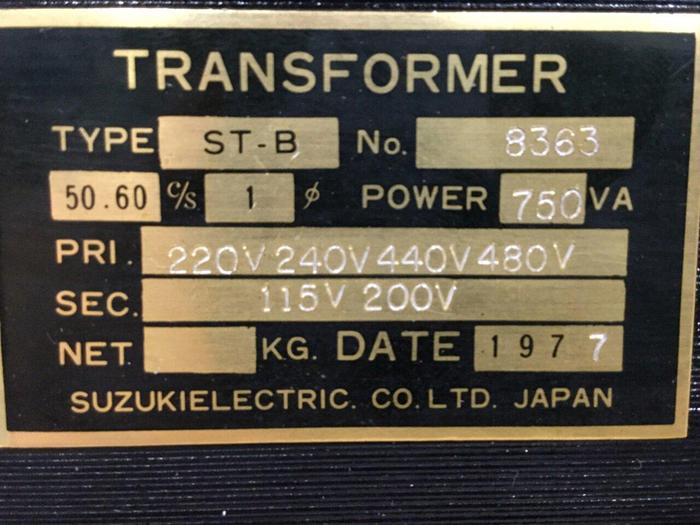 TRANSFORMER
TYPE ST-B No. 8363
50.60 c/s 1 ϕ POWER 750 VA
PRI. 220V 240V 440V 480V
SEC. 115V 200V
NET KG. DATE 1977
SUZUKIELECTRIC. CO. LTD. JAPAN